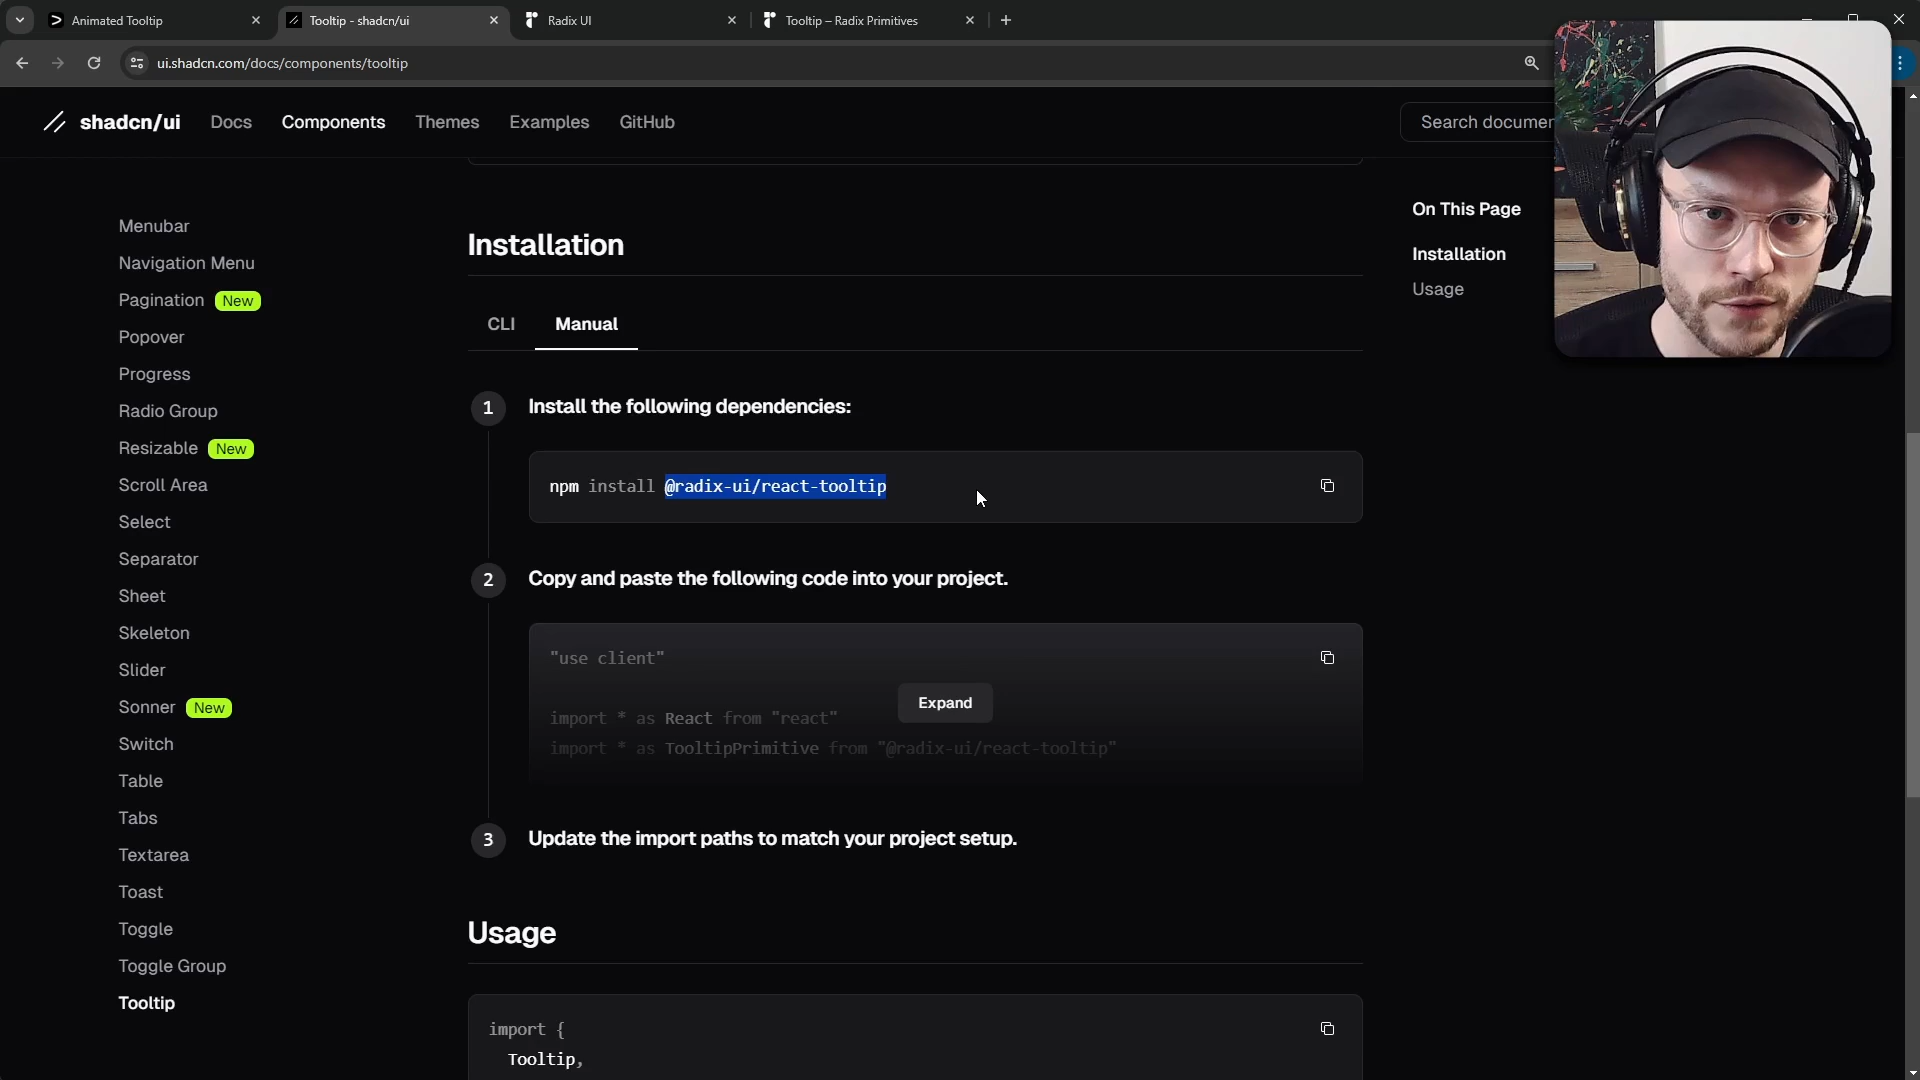 Animated Tooltip
Tooltip - shadcn/ui
Radix UI
Tooltip – Radix Primitives
ui.shadcn.com/docs/components/tooltip
shadcn/ui
Docs
Components
Themes
Examples
GitHub
Search documen
Menubar
Navigation Menu
Pagination New
Popover
Progress
Radio Group
Resizable New
Scroll Area
Select
Separator
Sheet
Skeleton
Slider
Sonner New
Switch
Table
Tabs
Textarea
Toast
Toggle
Toggle Group
Tooltip
Installation
CLI
Manual
1
Install the following dependencies:
npm install @radix-ui/react-tooltip
2
Copy and paste the following code into your project.
"use client"
Expand
import * as React from "react"
import * as TooltipPrimitive from "@radix-ui/react-tooltip"
3
Update the import paths to match your project setup.
Usage
import {
Tooltip,
On This Page
Installation
Usage